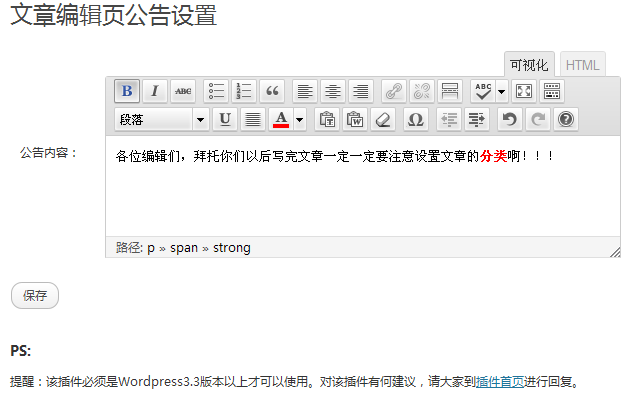 文章编辑页公告设置
可视化 HTML
B I ABC ABC
段落 U A T W Ω
公告内容：
各位编辑们，拜托你们以后写完文章一定一定要注意设置文章的分类啊！！！
路径: p » span » strong
保存
PS:
提醒：该插件必须是Wordpress3.3版本以上才可以使用。对该插件有何建议，请大家到插件首页进行回复。